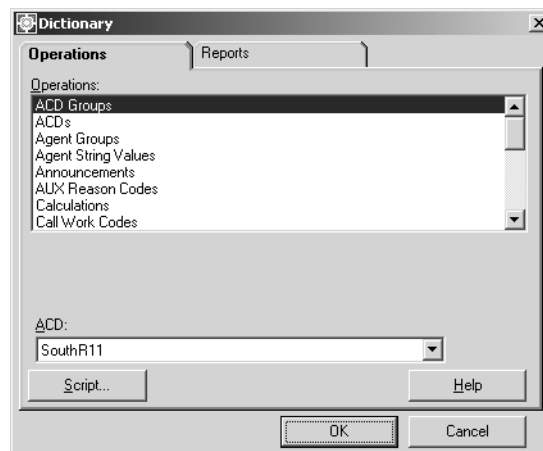 Dictionary
Operations
Reports
Operations:
ACD Groups
ACDs
Agent Groups
Agent String Values
Announcements
AUX Reason Codes
Calculations
Call Work Codes
ACD:
SouthR11
Script...
Help
OK
Cancel